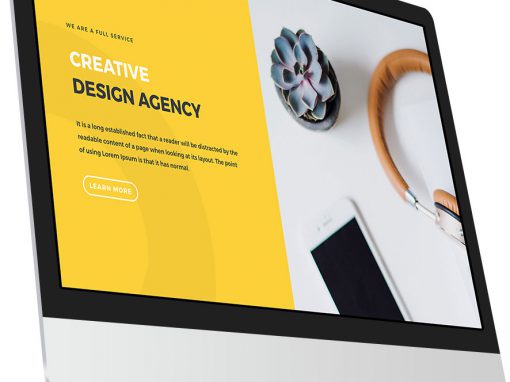 WE ARE A FULL SERVICE
CREATIVE
DESIGN AGENCY
It is a long established fact that a reader will be distracted by the
readable content of a page when looking at its layout. The point
of using Lorem Ipsum is that it has normal.
LEARN MORE